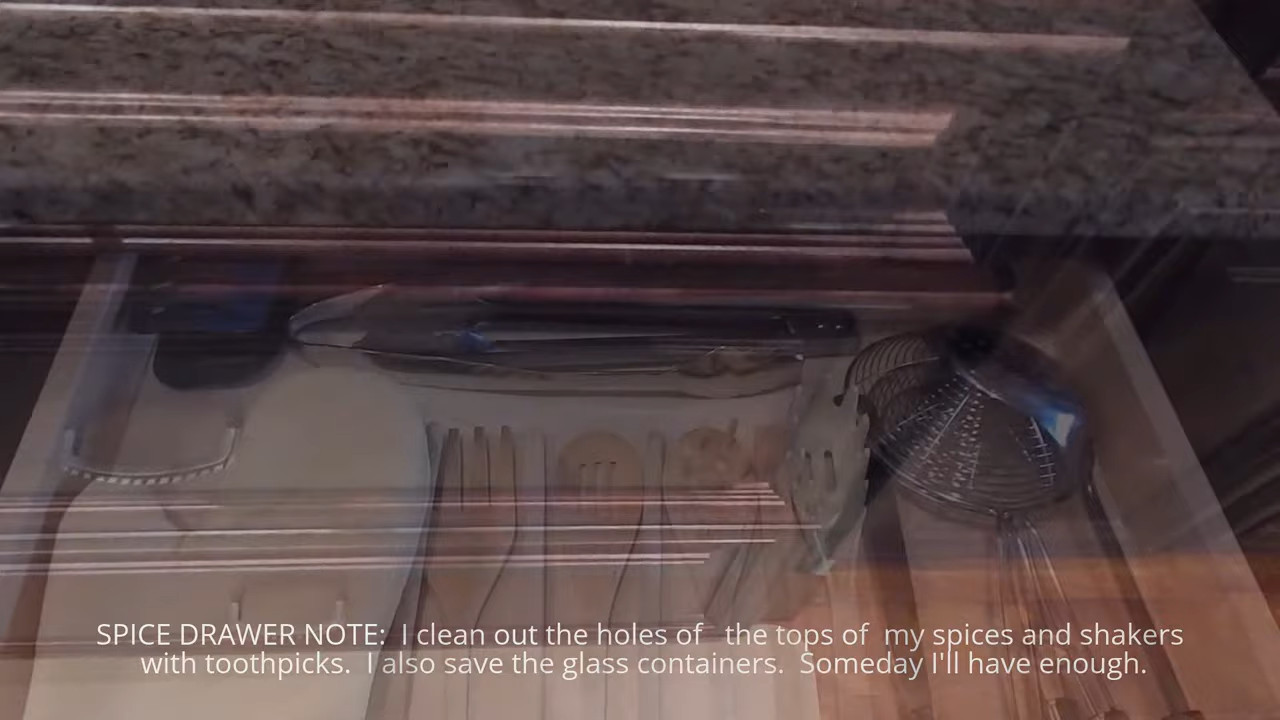 SPICE DRAWER NOTE:  I clean out the holes of   the tops of  my spices and shakers
with toothpicks.  I also save the glass containers.  Someday I'll have enough.